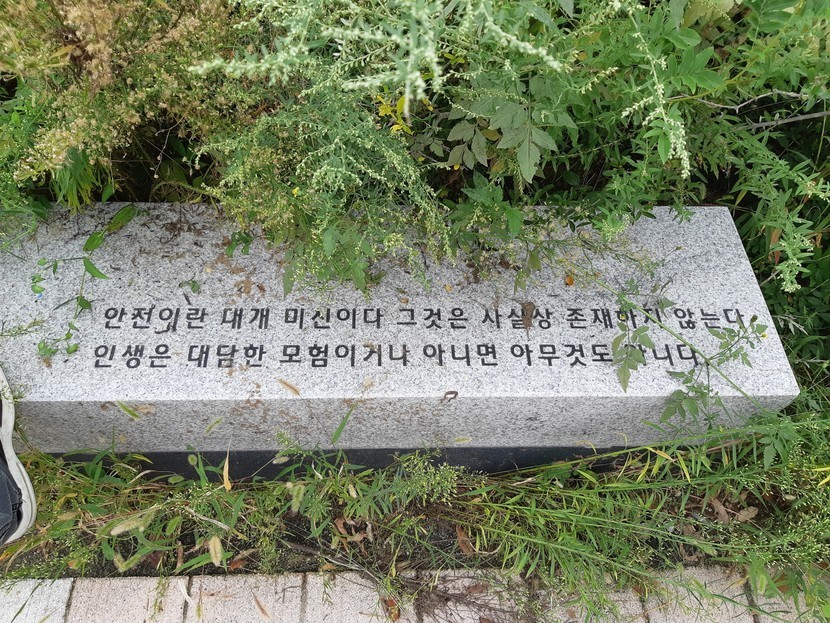 안전이란 대개 미신이다 그것은 사실상 존재하지 않는다
인생은 대담한 모험이거나 아니면 아무것도 아니다